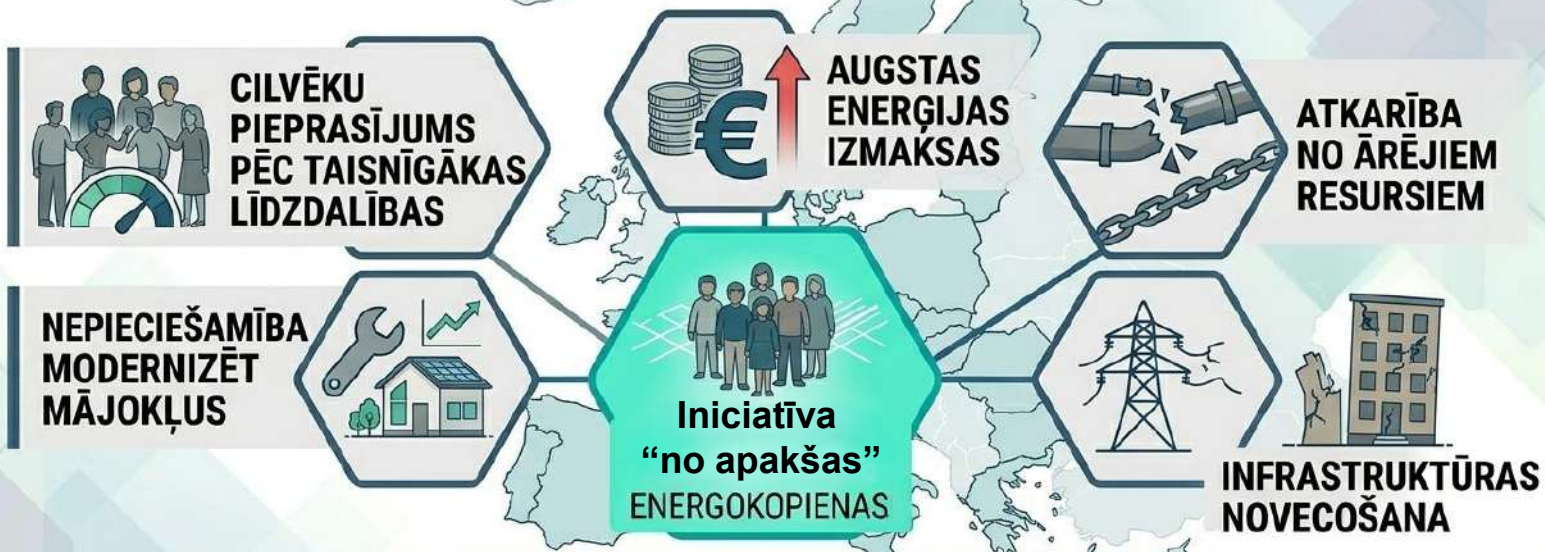 CILVĒKU
PIEPRASĪJUMS
PĒC TAISNĪGĀKAS
LĪDZDALĪBAS
AUGSTAS
ENERĢIJAS
IZMAKSAS
ATKARĪBA
NO ĀRĒJIEM
RESURSIEM
NEPIECIEŠAMĪBA
MODERNIZĒT
MĀJOKĻUS
Iniciatīva
“no apakšas”
ENERGOKOPIENAS
INFRASTRUKTŪRAS
NOVECOŠANA